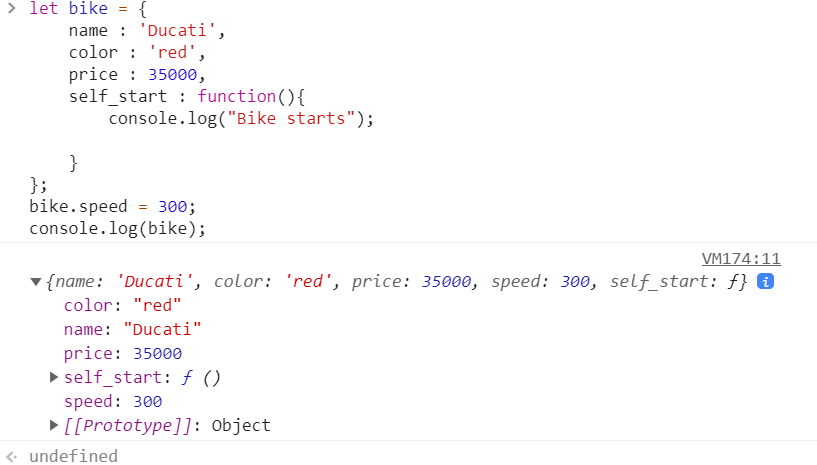 let bike = {
    name : 'Ducati',
    color : 'red',
    price : 35000,
    self_start : function(){
        console.log("Bike starts");

    }
};
bike.speed = 300;
console.log(bike);
VM174:11
{name: 'Ducati', color: 'red', price: 35000, speed: 300, self_start: ƒ} i
color: "red"
name: "Ducati"
price: 35000
self_start: ƒ ()
speed: 300
[[Prototype]]: Object
undefined